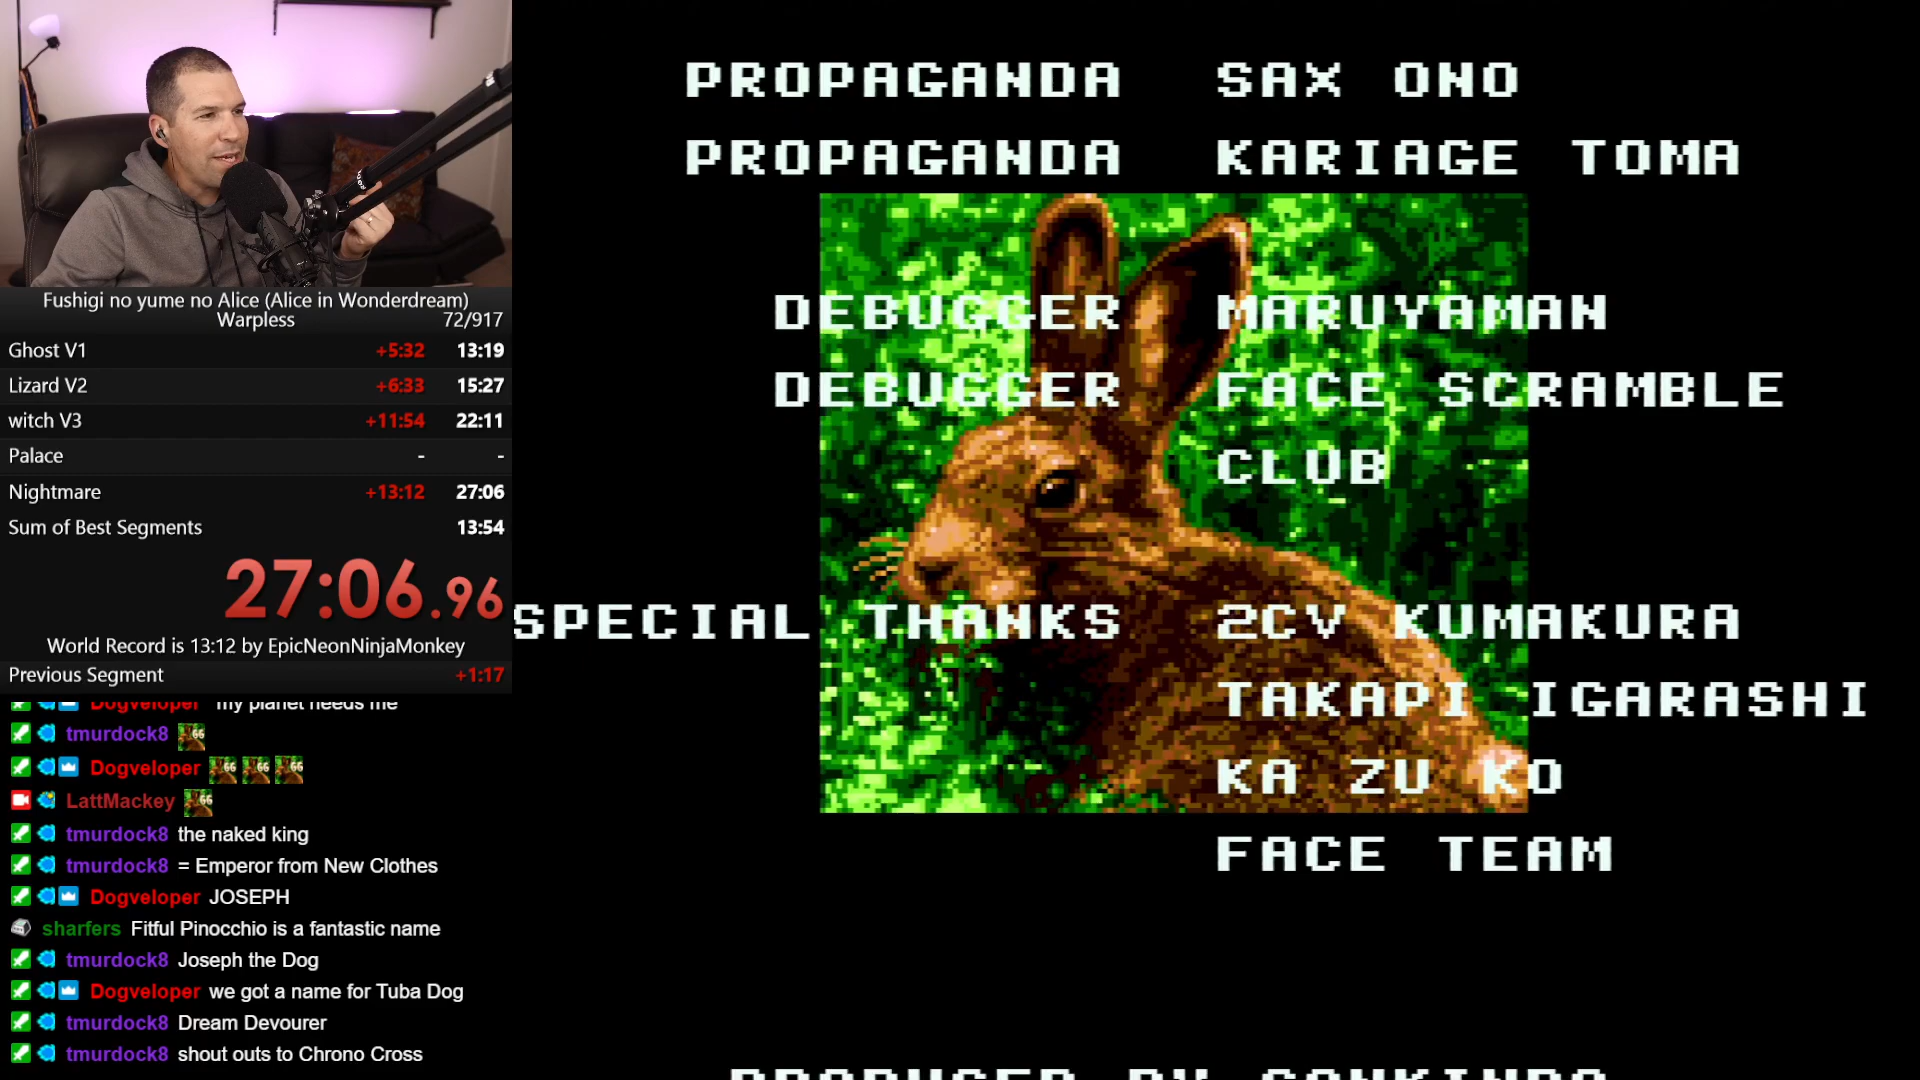 PROPAGANDA SAX ONO
PROPAGANDA KARIAGE TOMA
DEBUGGER MARUYAMAN
DEBUGGER FACE SCRAMBLE
CLUB
SPECIAL THANKS 2CV KUMAKURA
TAKAPI IGARASHI
KA ZU KO
FACE TEAM
Fushigi no yume no Alice (Alice in Wonderdream)
Warpless 72/917
Ghost V1 +5:32 13:19
Lizard V2 +6:33 15:27
witch V3 +11:54 22:11
Palace - -
Nightmare +13:12 27:06
Sum of Best Segments 13:54
27:06.96
World Record is 13:12 by EpicNeonNinjaMonkey
Previous Segment +1:17
Dogveloper my planet needs me
tmurdock8
Dogveloper
LattMackey
tmurdock8 the naked king
tmurdock8 = Emperor from New Clothes
Dogveloper JOSEPH
sharfers Fitful Pinocchio is a fantastic name
tmurdock8 Joseph the Dog
Dogveloper we got a name for Tuba Dog
tmurdock8 Dream Devourer
tmurdock8 shout outs to Chrono Cross